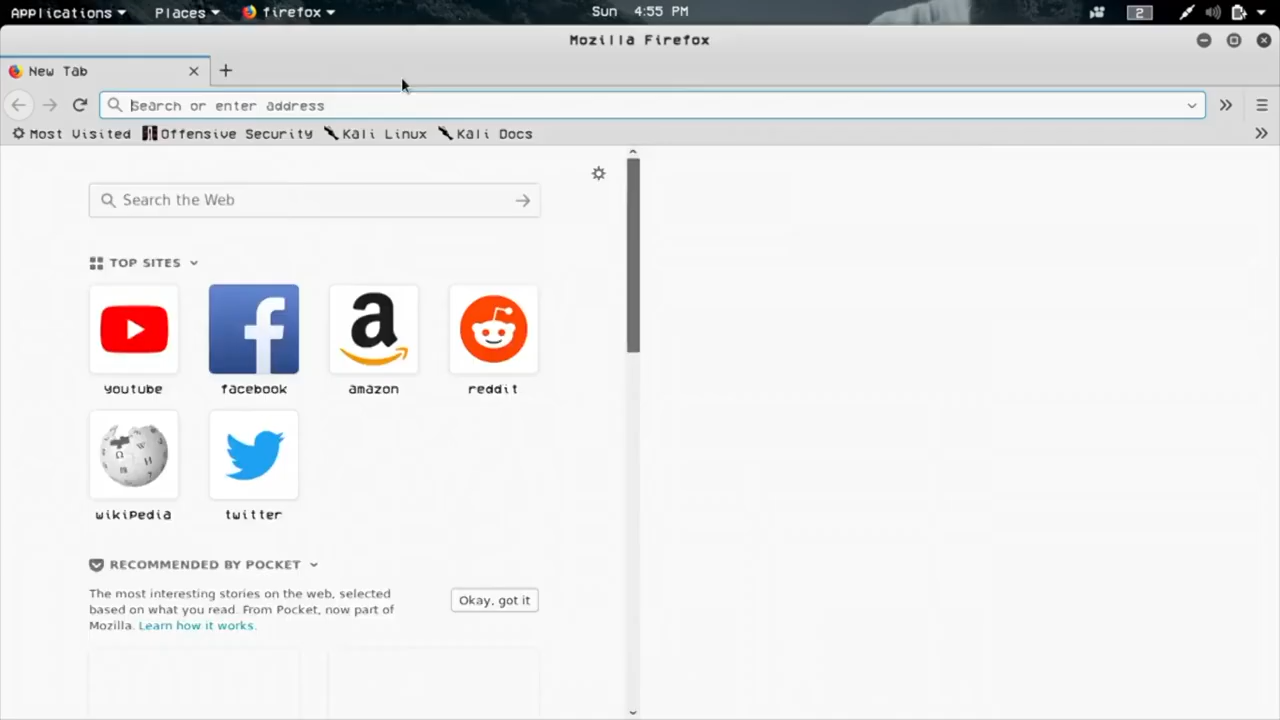 Applications Places firefox Sun 4:55 PM 2
Mozilla Firefox
New Tab
Search or enter address
Most Visited Offensive Security Kali Linux Kali Docs
Search the Web
TOP SITES
youtube facebook amazon reddit
wikipedia twitter
RECOMMENDED BY POCKET
The most interesting stories on the web, selected
based on what you read. From Pocket, now part of
Mozilla. Learn how it works.
Okay, got it